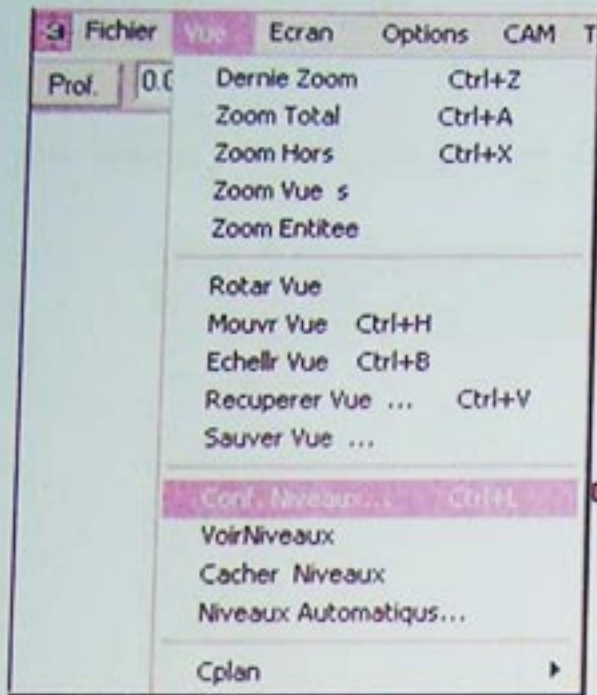 Fichier Vue Ecran Options CAM T
Prof. 0.0
Dernie Zoom Ctrl+Z
Zoom Total Ctrl+A
Zoom Hors Ctrl+X
Zoom Vue s
Zoom Entitee
Rotar Vue
Mouvr Vue Ctrl+H
Echellr Vue Ctrl+B
Recuperer Vue ... Ctrl+V
Sauver Vue ...
Conf. Niveaux... Ctrl+L
VoirNiveaux
Cacher Niveaux
Niveaux Automatiqus...
Cplan